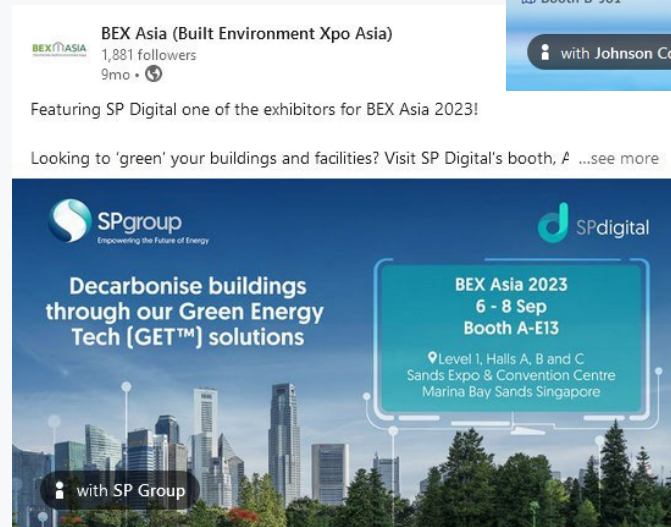 BEX ASIA
BEX Asia (Built Environment Xpo Asia)
1,881 followers
9mo •
with Johnson Co
Featuring SP Digital one of the exhibitors for BEX Asia 2023!
Looking to 'green' your buildings and facilities? Visit SP Digital's booth, A ...see more
SPgroup
Empowering the Future of Energy
SPdigital
Decarbonise buildings
through our Green Energy
Tech (GET™) solutions
BEX Asia 2023
6 - 8 Sep
Booth A-E13
Level 1, Halls A, B and C
Sands Expo & Convention Centre
Marina Bay Sands Singapore
with SP Group